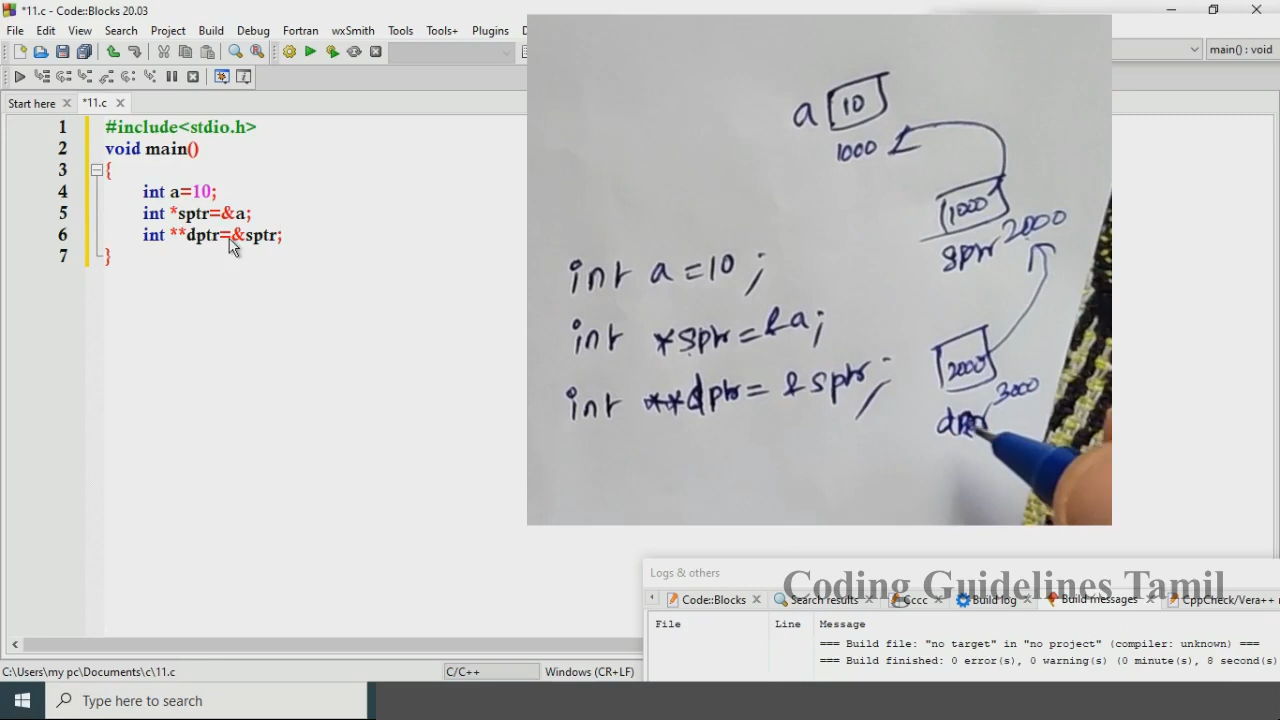 *11.c - Code::Blocks 20.03
File Edit View Search Project Build Debug Fortran wxSmith Tools Tools+ Plugins
main() : void
Start here *11.c
1 #include<stdio.h>
2 void main()
3 {
4 int a=10;
5 int *sptr=&a;
6 int **dptr=&sptr;
7 }
a 10
1000
1000
sptr 2000
int a=10;
int *sptr=&a;
int **dptr=&sptr;
2000
3000
dptr
Logs & others
Coding Guidelines Tamil
Code::Blocks Search results Cccc Build log Build messages CppCheck/Vera++
File Line Message
=== Build file: "no target" in "no project" (compiler: unknown) ===
=== Build finished: 0 error(s), 0 warning(s) (0 minute(s), 8 second(s)
C:\Users\my pc\Documents\c\11.c C/C++ Windows (CR+LF)
Type here to search